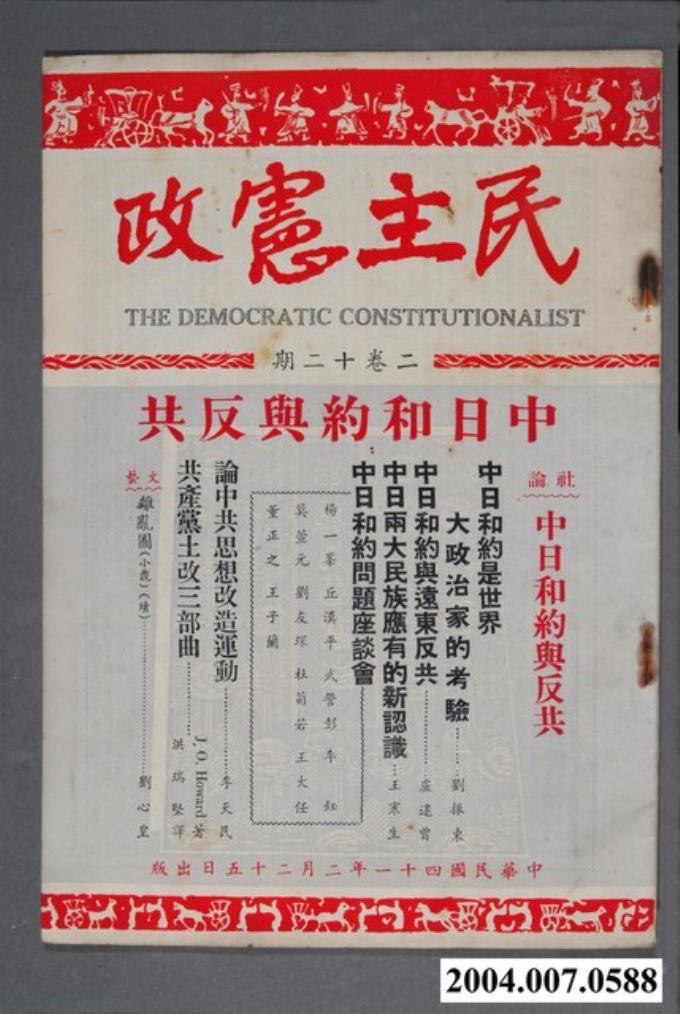 民主憲政
THE DEMOCRATIC CONSTITUTIONALIST
二卷十二期
中日和約與反共
社論
中日和約與反共
中日和約是世界
大政治家的考驗………劉振東
中日和約與遠東反共………盧逮曾
中日兩大民族應有的新認識…王寒生
中日和約問題座談會
楊一峯 丘漢平 武誓彭 李鈺
莫萱元 劉友琛 杜荀若 王大任
董正之 王子蘭
論中共思想改造運動………李天民
共產黨土改三部曲………J. O. Howard 著
洪瑞堅譯
文藝
離亂圖(小說)(續)………劉心皇
中華民國四十一年二月二十五日出版
2004.007.0588